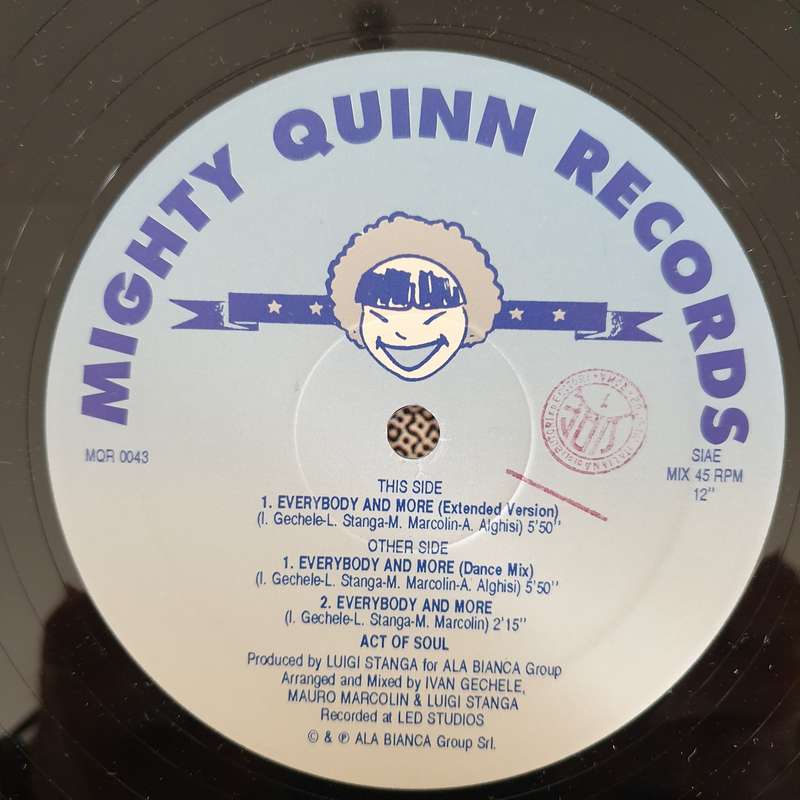 MIGHTY QUINN RECORDS
MQR 0043
SIAE
MIX 45 RPM
12"
THIS SIDE
1. EVERYBODY AND MORE (Extended Version)
(I. Gechele-L. Stanga-M. Marcolin-A. Alghisi) 5'50"
OTHER SIDE
1. EVERYBODY AND MORE (Dance Mix)
(I. Gechele-L. Stanga-M. Marcolin-A. Alghisi) 5'50"
2. EVERYBODY AND MORE
(I. Gechele-L. Stanga-M. Marcolin) 2'15"
ACT OF SOUL
Produced by LUIGI STANGA for ALA BIANCA Group
Arranged and Mixed by IVAN GECHELE,
MAURO MARCOLIN & LUIGI STANGA
Recorded at LED STUDIOS
© & ℗ ALA BIANCA Group Srl.